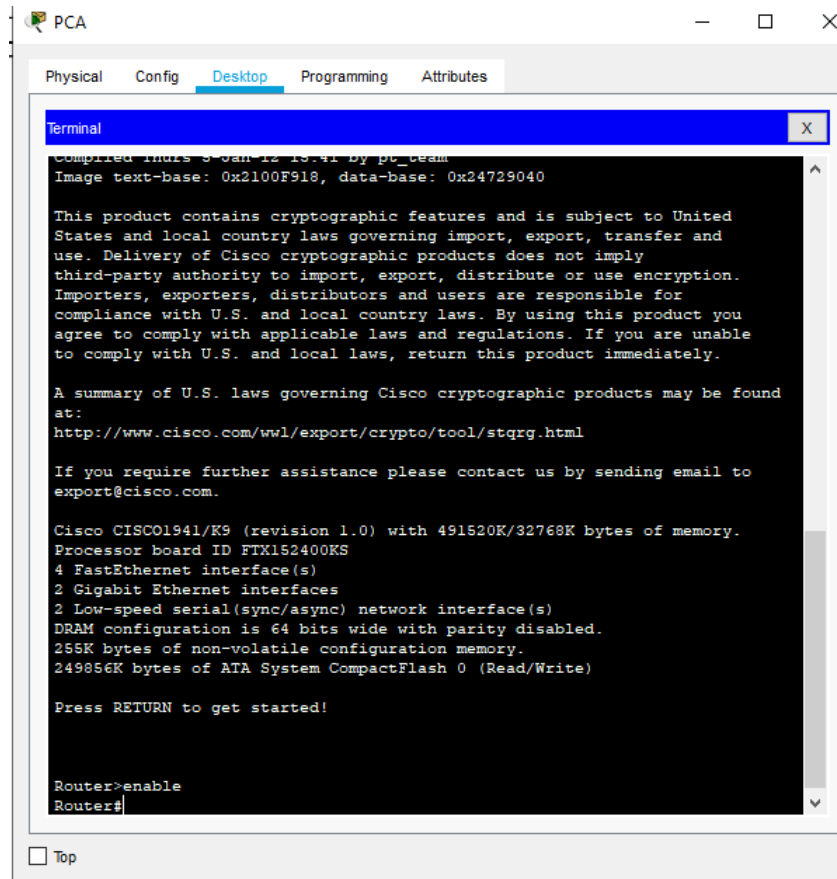 PCA
Physical Config Desktop Programming Attributes
Terminal X
Compiled Thurs 5-Jan-12 15:41 by pt_team
Image text-base: 0x2100F918, data-base: 0x24729040
This product contains cryptographic features and is subject to United
States and local country laws governing import, export, transfer and
use. Delivery of Cisco cryptographic products does not imply
third-party authority to import, export, distribute or use encryption.
Importers, exporters, distributors and users are responsible for
compliance with U.S. and local country laws. By using this product you
agree to comply with applicable laws and regulations. If you are unable
to comply with U.S. and local laws, return this product immediately.
A summary of U.S. laws governing Cisco cryptographic products may be found
at:
http://www.cisco.com/wwl/export/crypto/tool/stqrg.html
If you require further assistance please contact us by sending email to
export@cisco.com.
Cisco CISCO1941/K9 (revision 1.0) with 491520K/32768K bytes of memory.
Processor board ID FTX152400KS
4 FastEthernet interface(s)
2 Gigabit Ethernet interfaces
2 Low-speed serial(sync/async) network interface(s)
DRAM configuration is 64 bits wide with parity disabled.
255K bytes of non-volatile configuration memory.
249856K bytes of ATA System CompactFlash 0 (Read/Write)
Press RETURN to get started!
Router>enable
Router#
Top